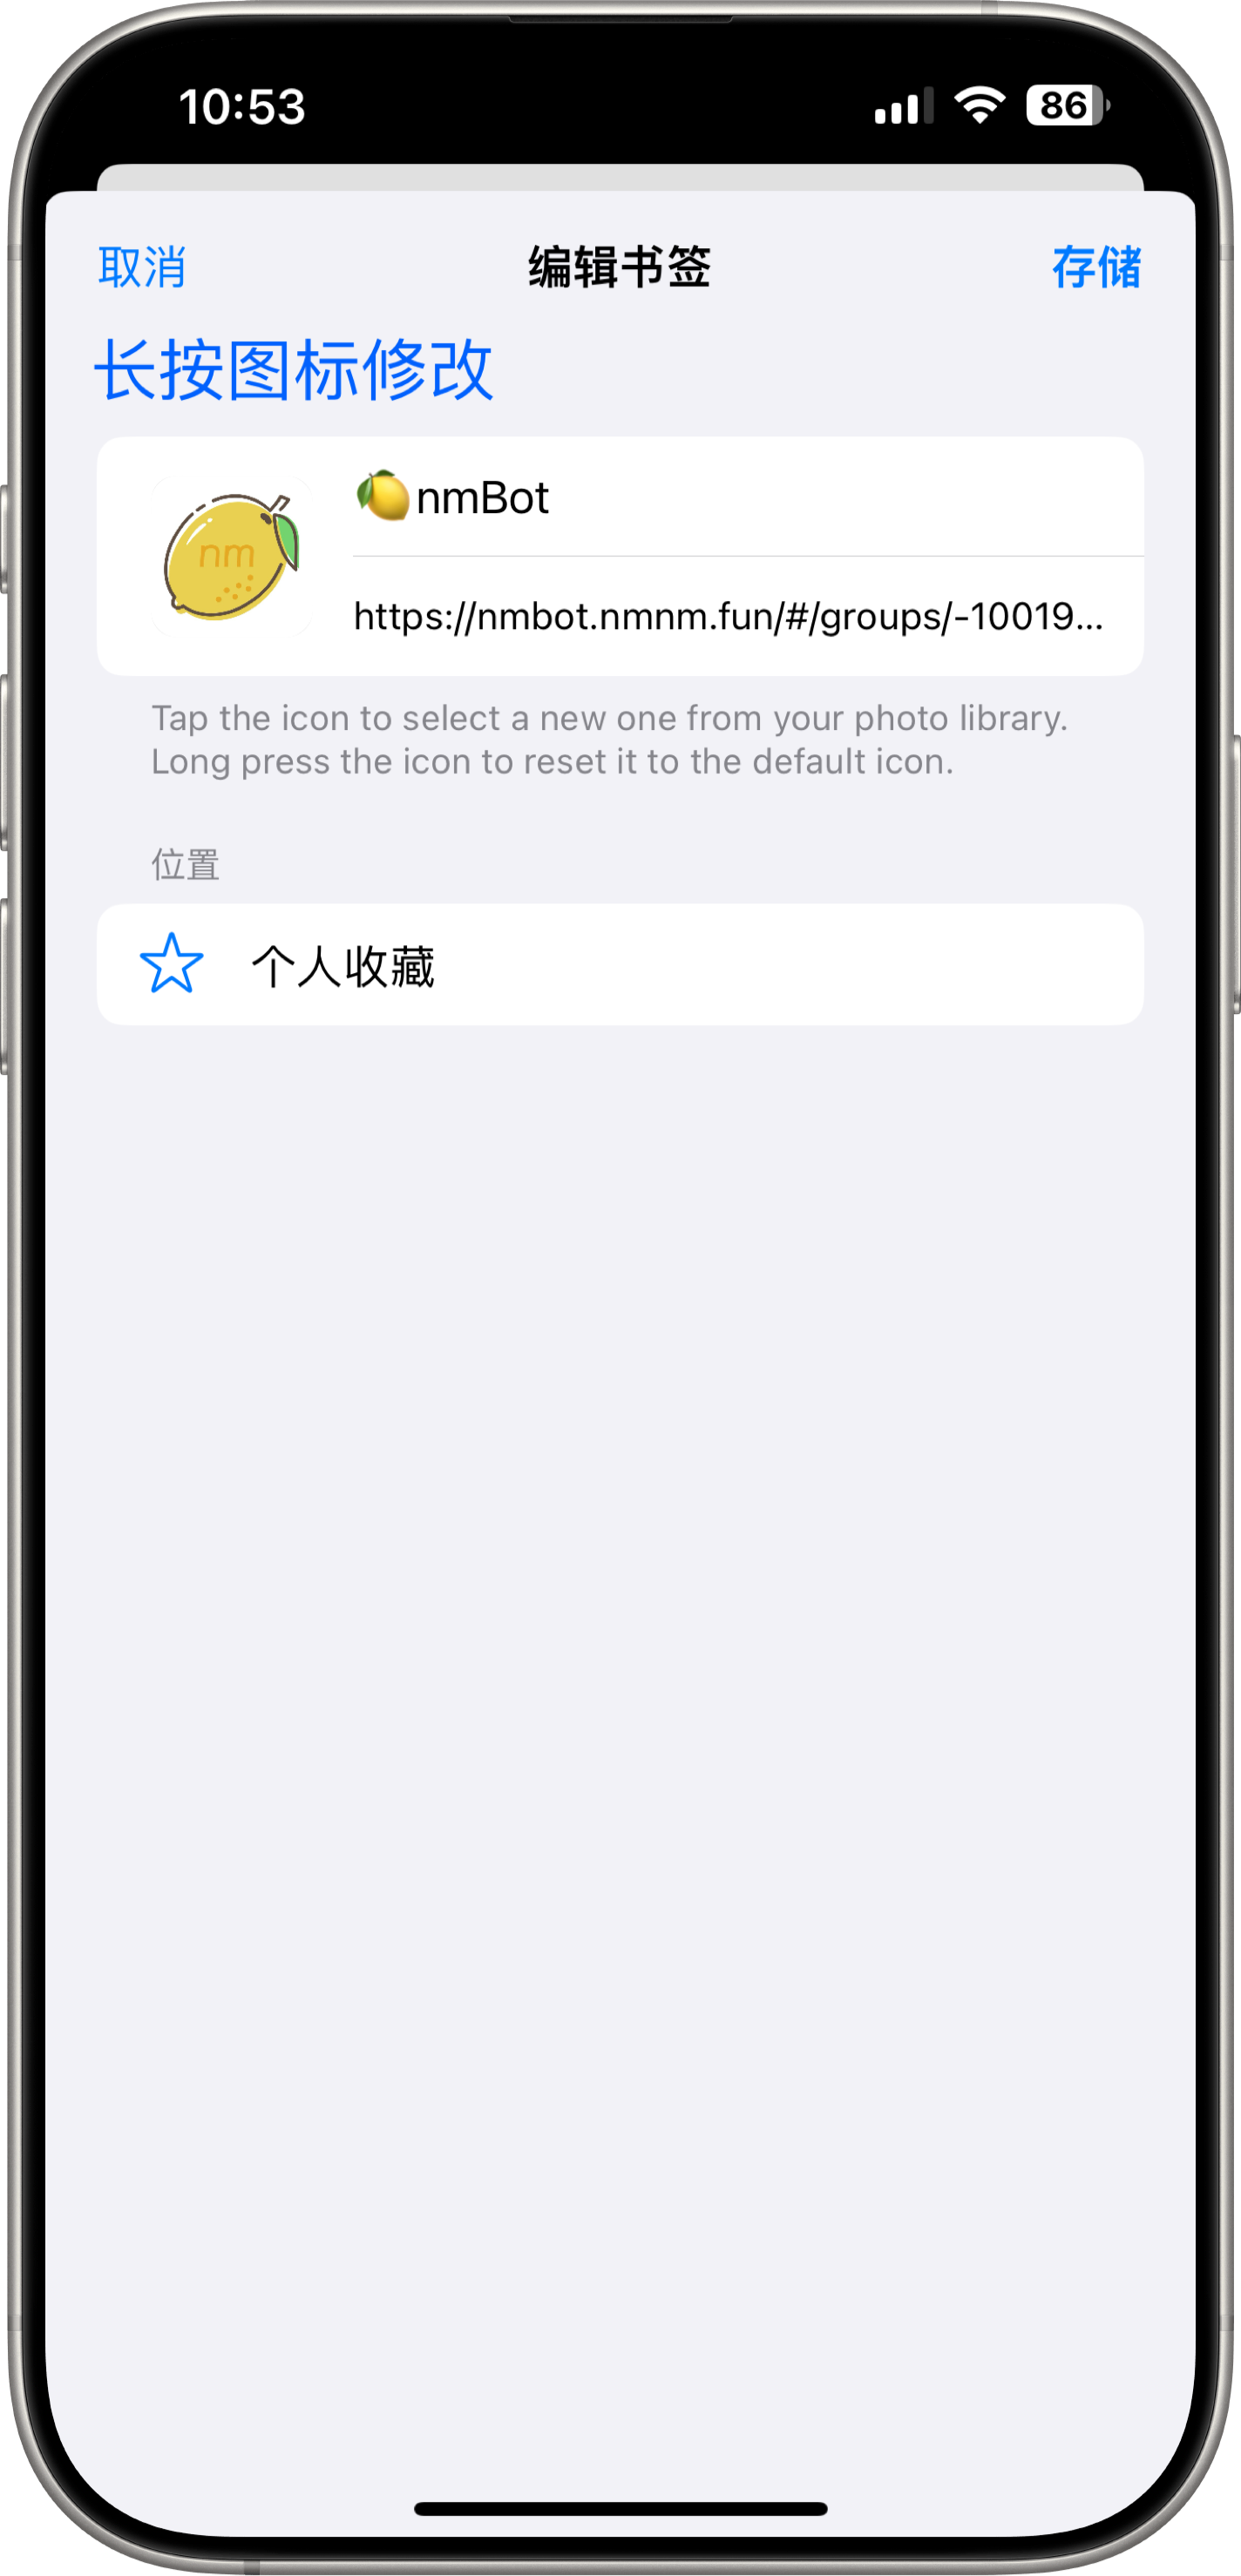 10:53
86
取消
编辑书签
存储
长按图标修改
nm
🍋nmBot
https://nmbot.nmnm.fun/#/groups/-10019...
Tap the icon to select a new one from your photo library.
Long press the icon to reset it to the default icon.
位置
个人收藏